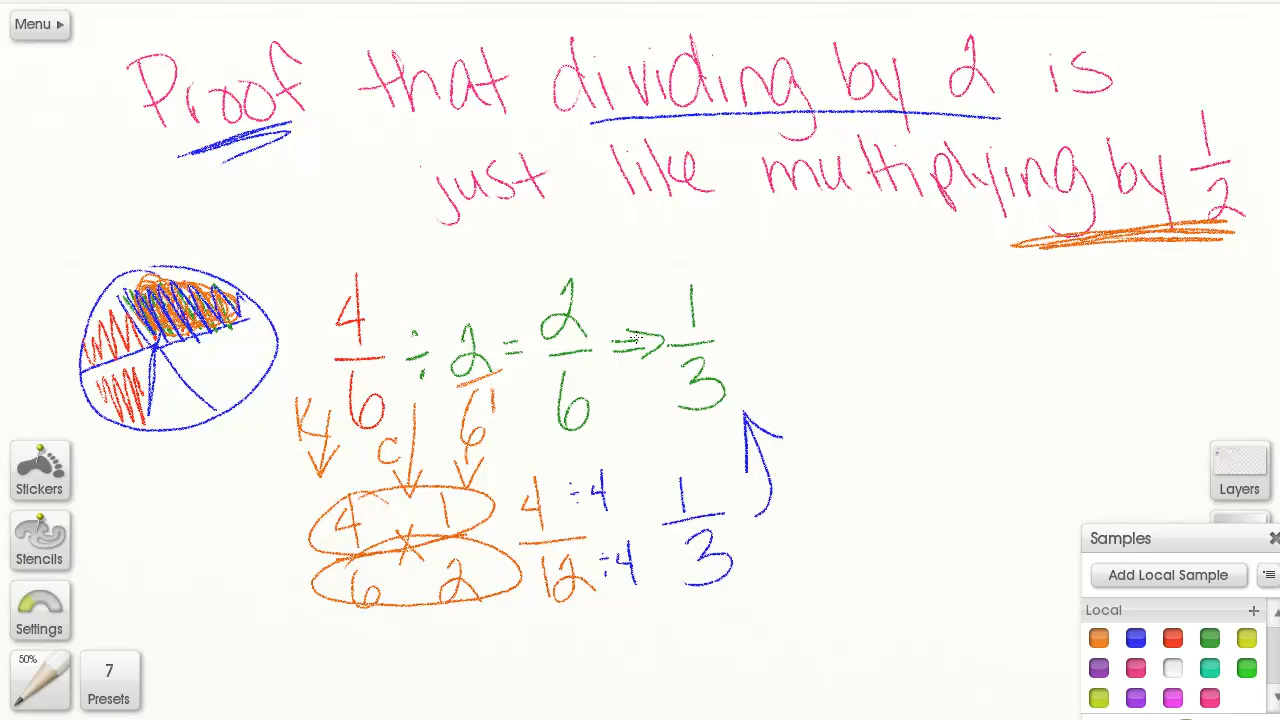 Menu ▶
Proof that dividing by 2 is
just like multiplying by 1/2
4/6 ÷ 2 = 2/6 => 1/3
K C 1
4/6 x 1/2 4/12 ÷4/÷4 1/3
Stickers
Stencils
Settings
50%
7
Presets
Layers
Samples
Add Local Sample
Local +